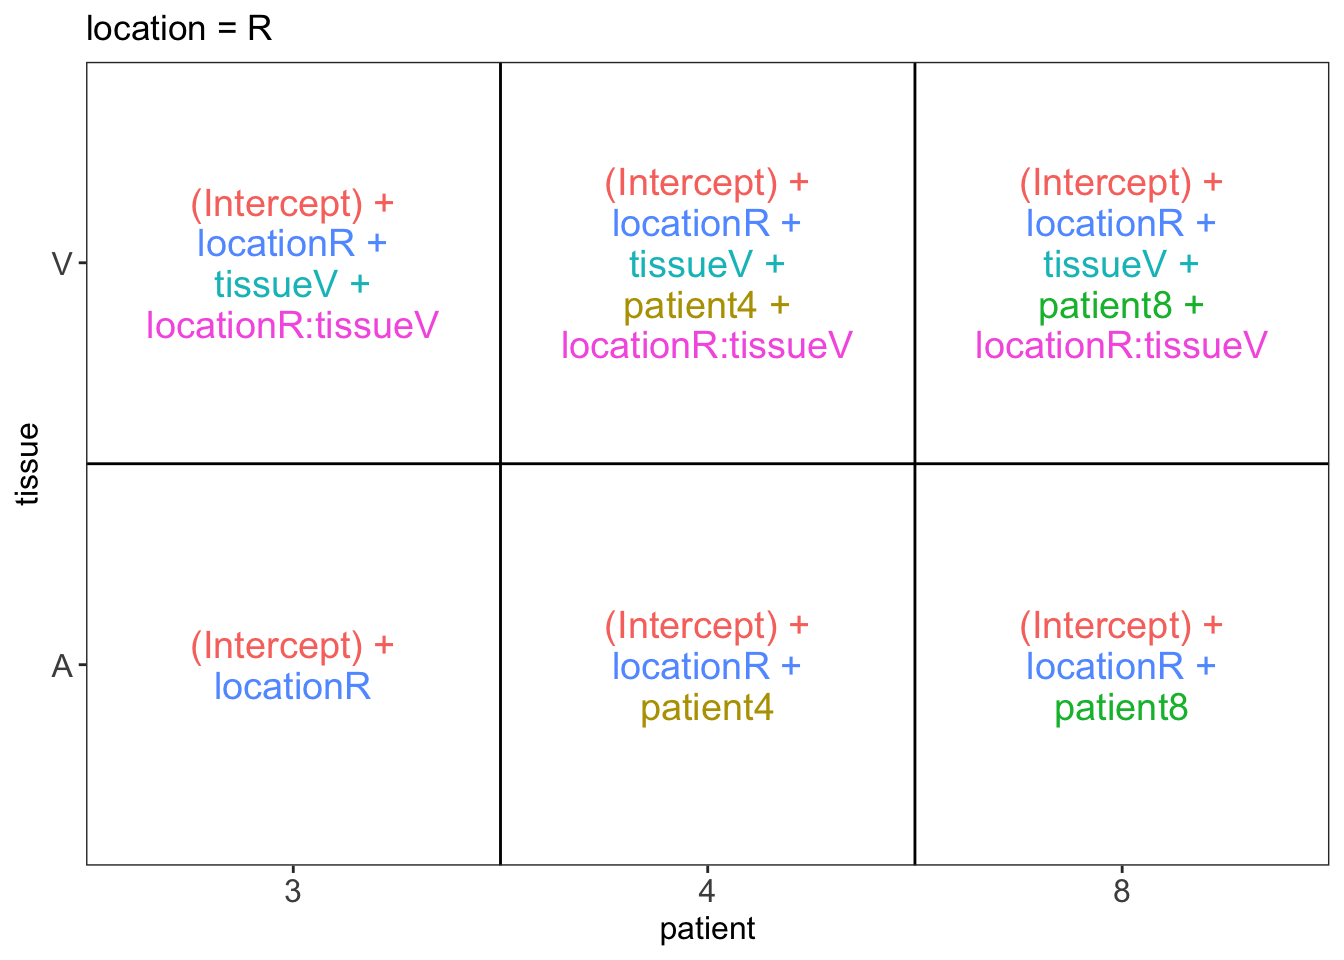 location = R
tissue
V
(Intercept) +
locationR +
tissueV +
locationR:tissueV
(Intercept) +
locationR +
tissueV +
patient4 +
locationR:tissueV
(Intercept) +
locationR +
tissueV +
patient8 +
locationR:tissueV
A
(Intercept) +
locationR
(Intercept) +
locationR +
patient4
(Intercept) +
locationR +
patient8
3
4
8
patient